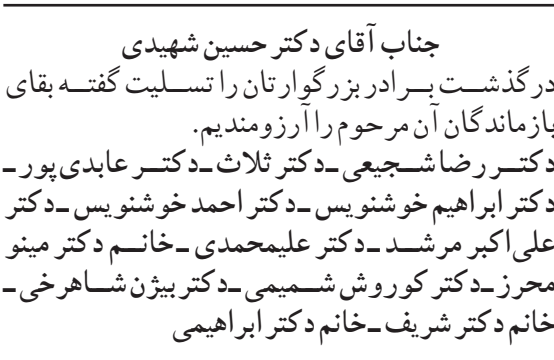 جناب آقای دکتر حسین شهیدی
درگذشت برادر بزرگوارتان را تسلیت گفته بقای
بازماندگان آن مرحوم را آرزومندیم.
دکتر رضا شجیعی ـ دکتر ثلاث ـ دکتر عابدی‌پور ـ
دکتر ابراهیم خوشنویس ـ دکتر احمد خوشنویس ـ دکتر
علی‌اکبر مرشد ـ دکتر علیمحمدی ـ خانم دکتر مینو
محرز ـ دکتر کوروش شمیمی ـ دکتر بیژن شاهرخی ـ
خانم دکتر شریف ـ خانم دکتر ابراهیمی